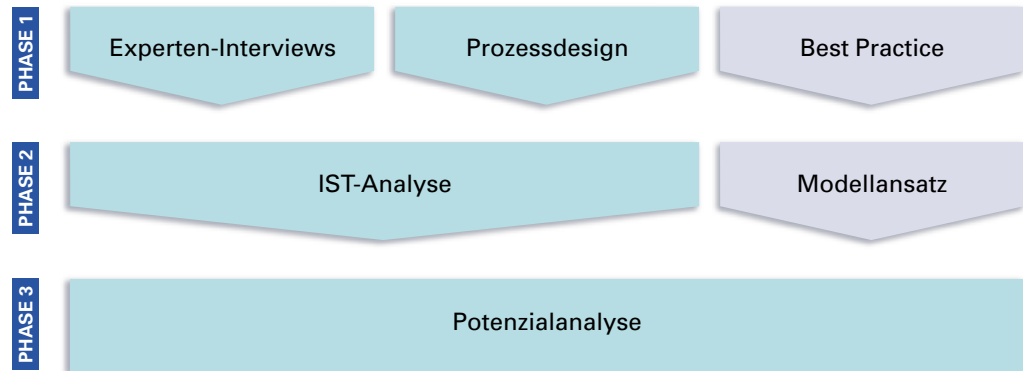 PHASE 1
Experten-Interviews
Prozessdesign
Best Practice
PHASE 2
IST-Analyse
Modellansatz
PHASE 3
Potenzialanalyse